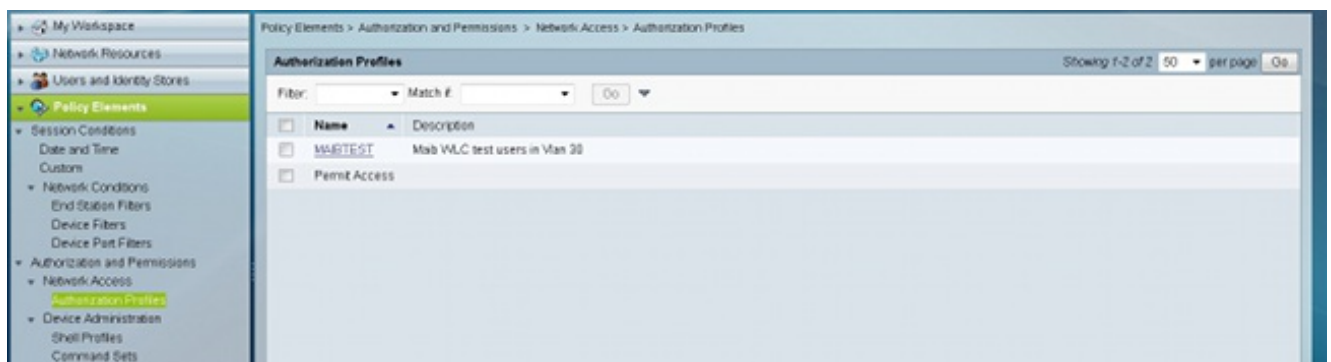 My Workspace
Network Resources
Users and Identity Stores
Policy Elements
Session Conditions
Date and Time
Custom
Network Conditions
End Station Filters
Device Filters
Device Port Filters
Authorization and Permissions
Network Access
Authorization Profiles
Device Administration
Shell Profiles
Command Sets
Policy Elements > Authorization and Permissions > Network Access > Authorization Profiles
Authorization Profiles Showing 1-2 of 2 50 per page Go
Filter: Match if: Go
Name Description
MABTEST Mab WLC test users in Vlan 30
Permit Access